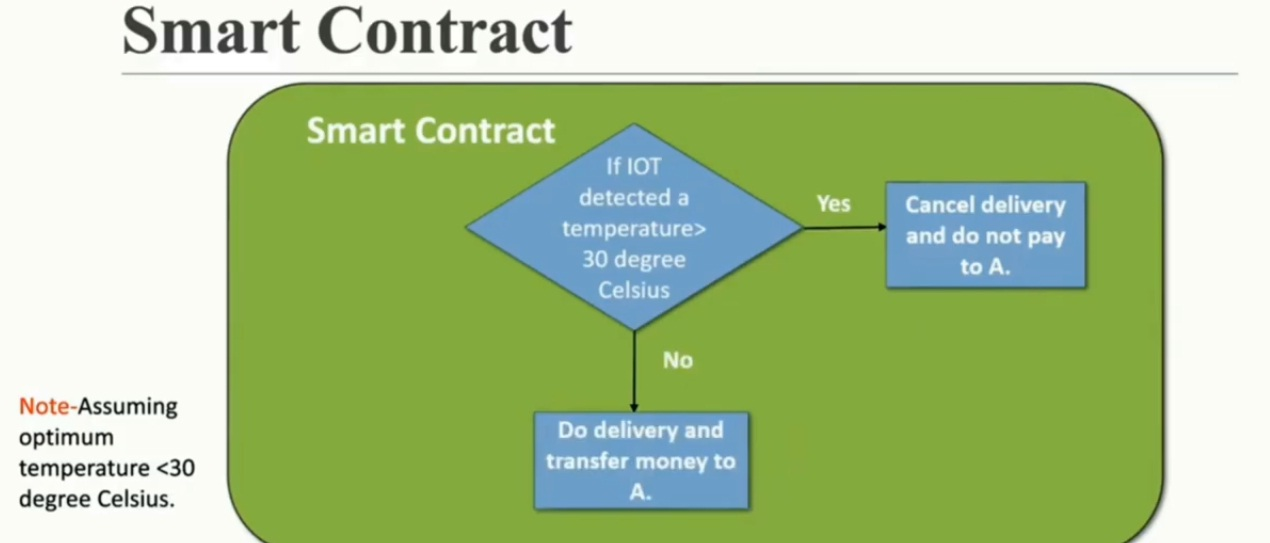 Smart Contract
Smart Contract
If IOT
detected a
temperature>
30 degree
Celsius
Yes
Cancel delivery
and do not pay
to A.
No
Do delivery and
transfer money to
A.
Note-Assuming
optimum
temperature <30
degree Celsius.